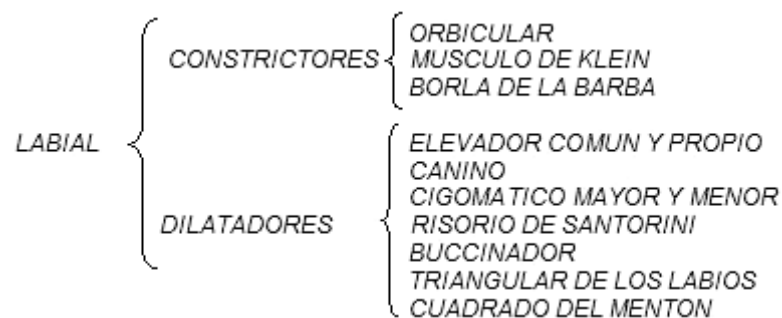 LABIAL
CONSTRICTORES
ORBICULAR
MUSCULO DE KLEIN
BORLA DE LA BARBA
DILATADORES
ELEVADOR COMUN Y PROPIO
CANINO
CIGOMATICO MAYOR Y MENOR
RISORIO DE SANTORINI
BUCCINADOR
TRIANGULAR DE LOS LABIOS
CUADRADO DEL MENTON